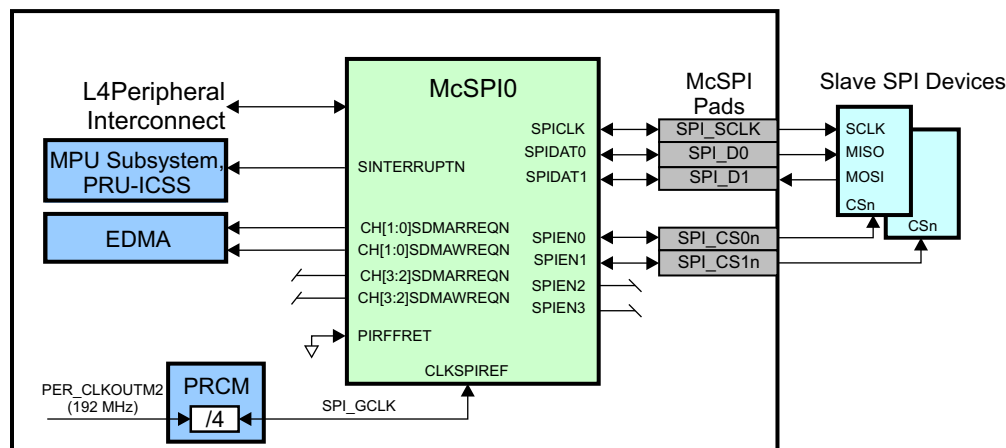 McSPI0
L4Peripheral
Interconnect
MPU Subsystem,
PRU-ICSS
EDMA
SINTERRUPTN
CH[1:0]SDMARREQN
CH[1:0]SDMAWREQN
CH[3:2]SDMARREQN
CH[3:2]SDMAWREQN
PIRFFRET
CLKSPIREF
SPICLK
SPIDAT0
SPIDAT1
SPIEN0
SPIEN1
SPIEN2
SPIEN3
McSPI
Pads
SPI_SCLK
SPI_D0
SPI_D1
SPI_CS0n
SPI_CS1n
Slave SPI Devices
SCLK
MISO
MOSI
CSn
CSn
PER_CLKOUTM2
(192 MHz)
PRCM
/4
SPI_GCLK